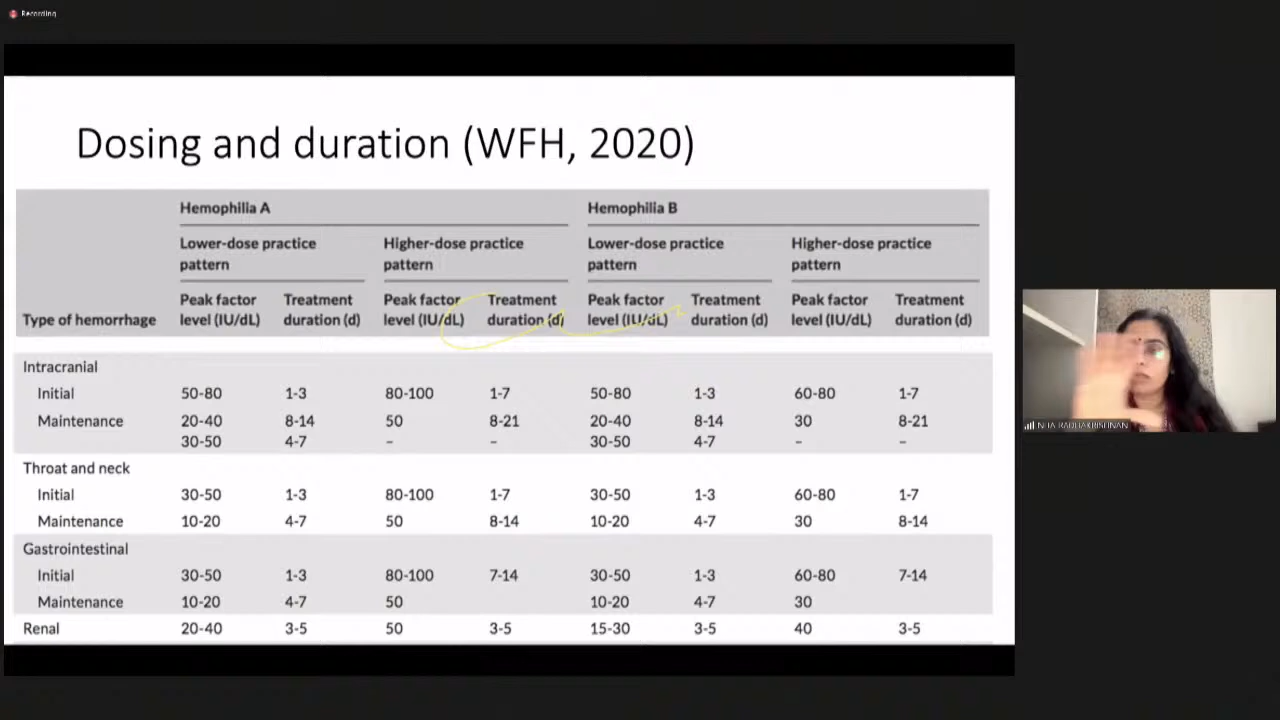 Recording
Dosing and duration (WFH, 2020)
Hemophilia A Hemophilia B
Lower-dose practice pattern Higher-dose practice pattern Lower-dose practice pattern Higher-dose practice pattern
Type of hemorrhage Peak factor level (IU/dL) Treatment duration (d) Peak factor level (IU/dL) Treatment duration (d) Peak factor level (IU/dL) Treatment duration (d) Peak factor level (IU/dL) Treatment duration (d)
Intracranial
Initial 50-80 1-3 80-100 1-7 50-80 1-3 60-80 1-7
Maintenance 20-40 8-14 50 8-21 20-40 8-14 30 8-21
30-50 4-7 – – 30-50 4-7 – –
Throat and neck
Initial 30-50 1-3 80-100 1-7 30-50 1-3 60-80 1-7
Maintenance 10-20 4-7 50 8-14 10-20 4-7 30 8-14
Gastrointestinal
Initial 30-50 1-3 80-100 7-14 30-50 1-3 60-80 7-14
Maintenance 10-20 4-7 50 10-20 4-7 30
Renal 20-40 3-5 50 3-5 15-30 3-5 40 3-5
NITA RADHAKRISHNAN